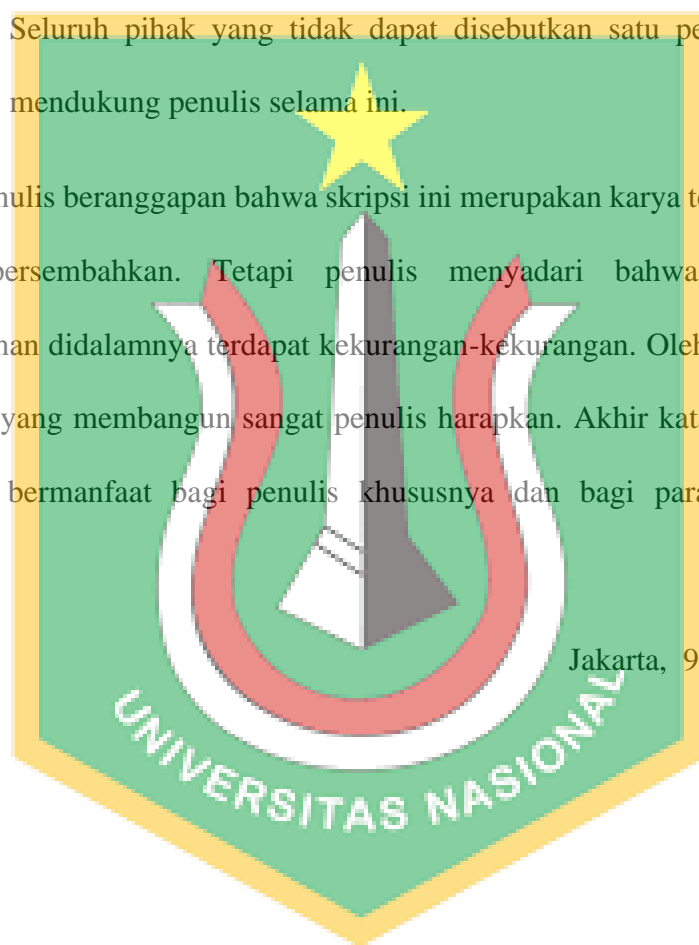 Seluruh pihak yang tidak dapat disebutkan satu pe
mendukung penulis selama ini.
nulis beranggapan bahwa skripsi ini merupakan karya te
persembahkan. Tetapi penulis menyadari bahwa
nan didalamnya terdapat kekurangan-kekurangan. Oleh
yang membangun sangat penulis harapkan. Akhir kat
bermanfaat bagi penulis khususnya dan bagi para
Jakarta, 9
UNIVERSITAS NASIONAL